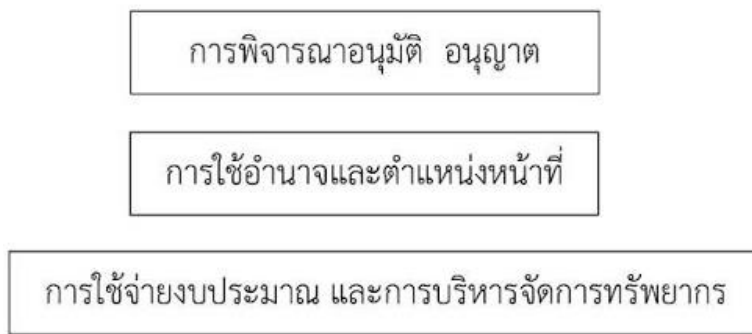 การพิจารณาอนุมัติ อนุญาต
การใช้อำนาจและตำแหน่งหน้าที่
การใช้จ่ายงบประมาณ และการบริหารจัดการทรัพยากร